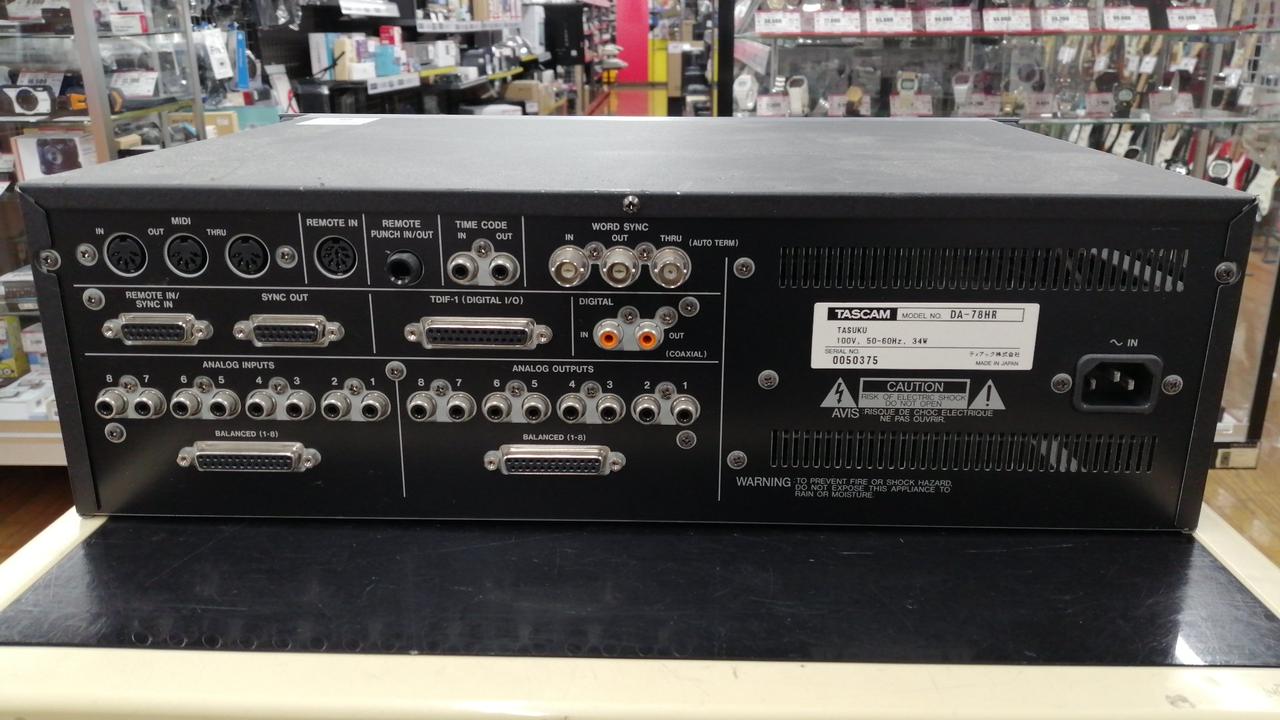 MIDI
IN OUT THRU
REMOTE IN
REMOTE
PUNCH IN/OUT
TIME CODE
IN OUT
WORD SYNC
IN OUT THRU (AUTO TERM)
REMOTE IN/
SYNC IN
SYNC OUT
TDIF-1 (DIGITAL I/O)
DIGITAL
IN OUT
(COAXIAL)
ANALOG INPUTS
8 7 6 5 4 3 2 1
BALANCED (1-8)
ANALOG OUTPUTS
8 7 6 5 4 3 2 1
BALANCED (1-8)
TASCAM MODEL NO. DA-78HR
TASUKU
100V, 50-60Hz, 34W
SERIAL NO.
0050375
ティアック株式会社
MADE IN JAPAN
～ IN
CAUTION
RISK OF ELECTRIC SHOCK
DO NOT OPEN
AVIS :RISQUE DE CHOC ELECTRIQUE
NE PAS OUVRIR.
WARNING :TO PREVENT FIRE OR SHOCK HAZARD,
DO NOT EXPOSE THIS APPLIANCE TO
RAIN OR MOISTURE.